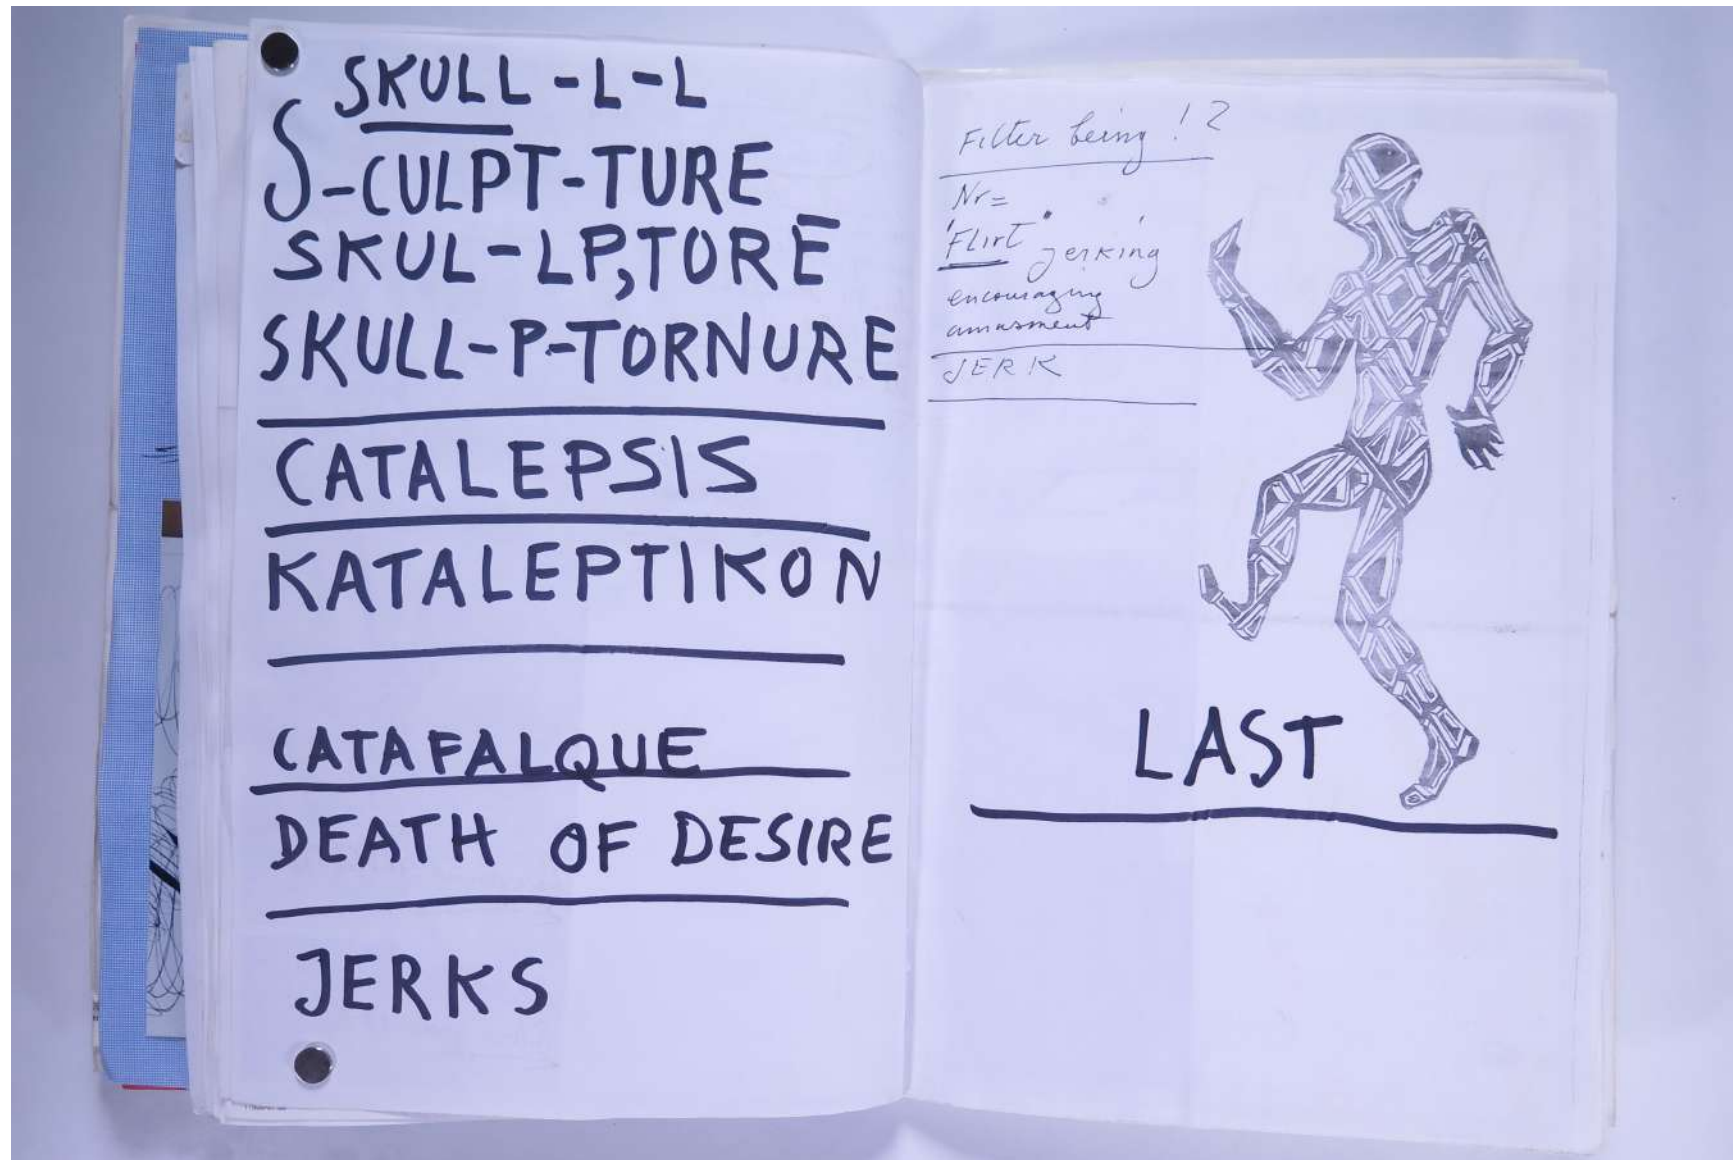 SKULL-L-L
S-CULPT-TURE
SKUL-LP,TORE
SKULL-P-TORNURE
CATALEPSIS
KATALEPTIKON
CATAFALQUE
DEATH OF DESIRE
JERKS
Filter being ! ?
Nr=
'Flirt jerking
encouraging
amusment
JERK
LAST